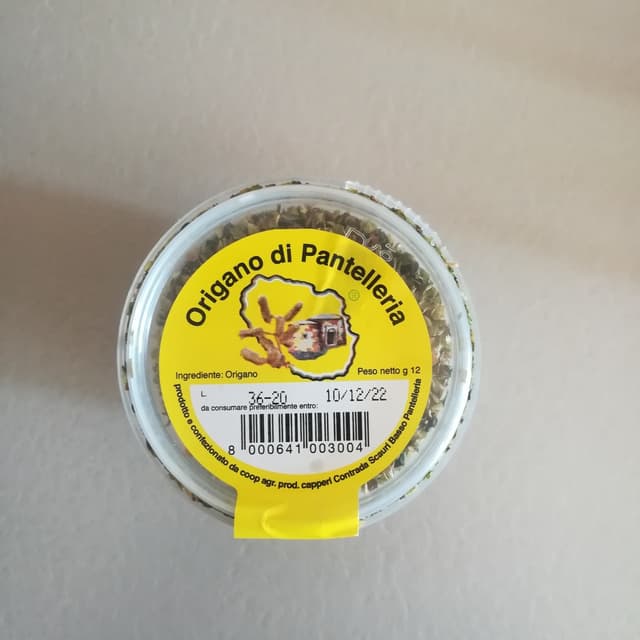 Origano di Pantelleria
®
Ingrediente: Origano
Peso netto g 12
L 36-20 10/12/22
da consumare preferibilmente entro:
8 000641 003004
prodotto e confezionato da coop agr. prod. capperi Contrada Scauri Basso Pantelleria